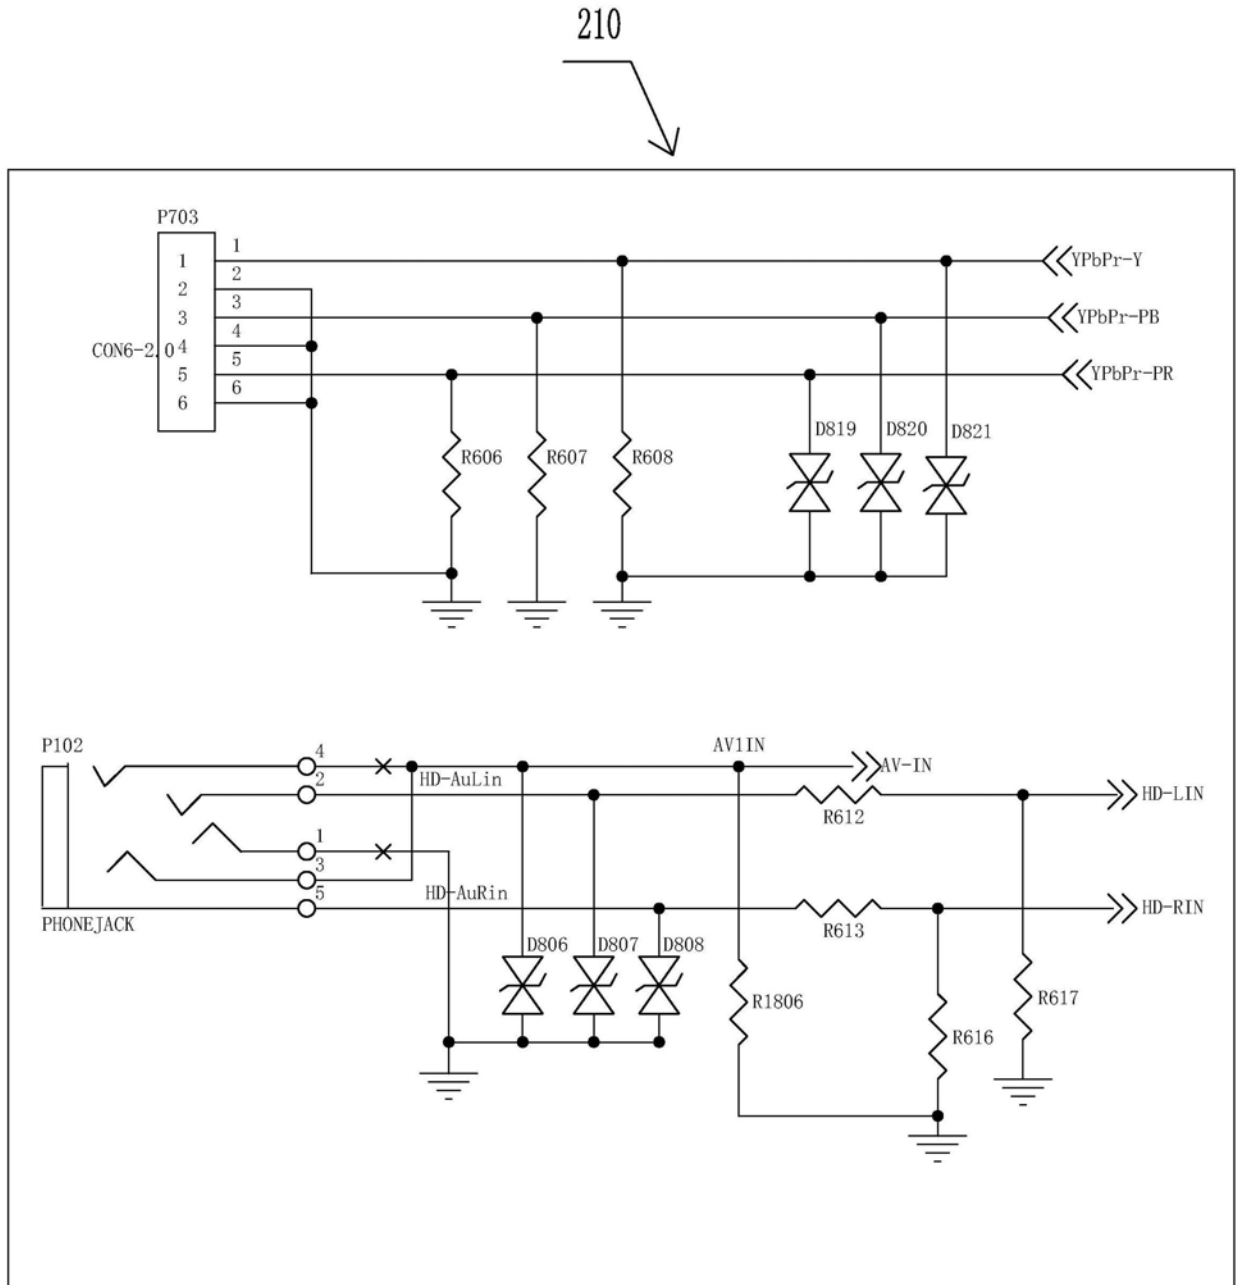 210
P703
1 1 YPbPr-Y
2 2
3 3 YPbPr-PB
4 4
CON6-2.0
5 5 YPbPr-PR
6 6
D819 D820 D821
R606 R607 R608
P102 4 AV1IN AV-IN
2 HD-AuLin HD-LIN
R612
1
3
5 HD-AuRin HD-RIN
PHONEJACK R613
D806 D807 D808
R1806 R617
R616